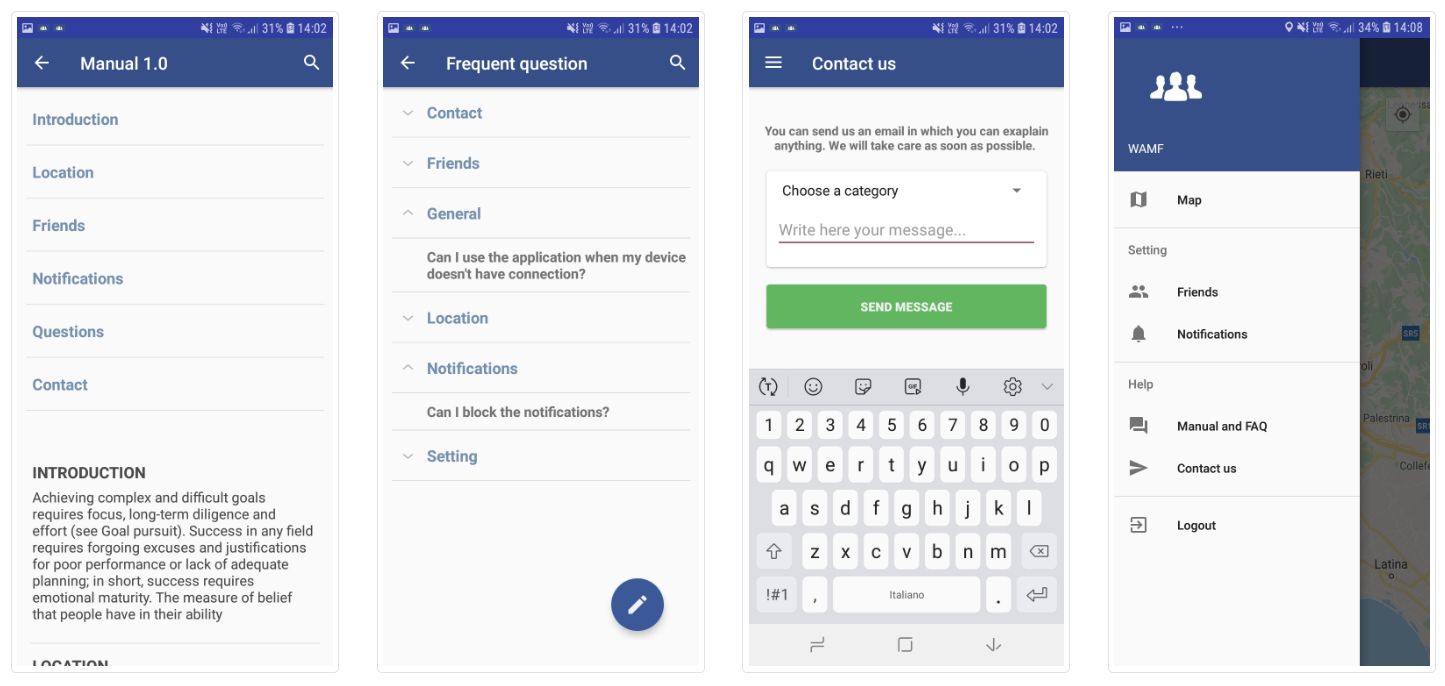 31% 14:02
Manual 1.0
Introduction
Location
Friends
Notifications
Questions
Contact
INTRODUCTION
Achieving complex and difficult goals
requires focus, long-term diligence and
effort (see Goal pursuit). Success in any field
requires forgoing excuses and justifications
for poor performance or lack of adequate
planning; in short, success requires
emotional maturity. The measure of belief
that people have in their ability
LOCATION
31% 14:02
Frequent question
Contact
Friends
General
Can I use the application when my device
doesn't have connection?
Location
Notifications
Can I block the notifications?
Setting
31% 14:02
Contact us
You can send us an email in which you can exaplain
anything. We will take care as soon as possible.
Choose a category
Write here your message...
SEND MESSAGE
GIF
1 2 3 4 5 6 7 8 9 0
q w e r t y u i o p
a s d f g h j k l
z x c v b n m
!#1 , Italiano .
34% 14:08
WAMF
Rieti
Map
Setting
Friends
Notifications
SR5
oli
Help
Palestrina
Manual and FAQ
Contact us
Collefe
Logout
Latina